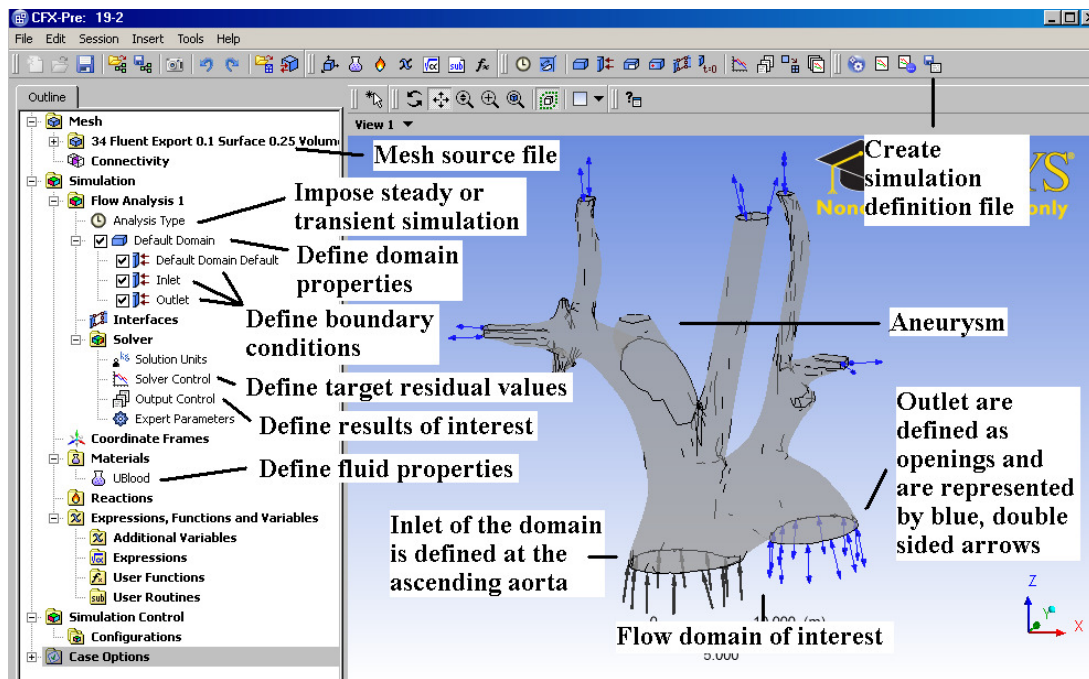 CFX-Pre: 19-2
File Edit Session Insert Tools Help
Outline
Mesh
34 Fluent Export 0.1 Surface 0.25 Volum
Connectivity
Simulation
Flow Analysis 1
Analysis Type
Default Domain
Default Domain Default
Inlet
Outlet
Interfaces
Solver
Solution Units
Solver Control
Output Control
Expert Parameters
Coordinate Frames
Materials
UBlood
Reactions
Expressions, Functions and Variables
Additional Variables
Expressions
User Functions
User Routines
Simulation Control
Configurations
Case Options
Mesh source file
Impose steady or
transient simulation
Define domain
properties
Define boundary
conditions
Define target residual values
Define results of interest
Define fluid properties
View 1
Create
simulation
definition file
YS
Nonc
only
Aneurysm
Outlet are
defined as
openings and
are represented
by blue, double
sided arrows
Inlet of the domain
is defined at the
ascending aorta
Flow domain of interest
0
10.000 (m)
5.000
Z
Y
X